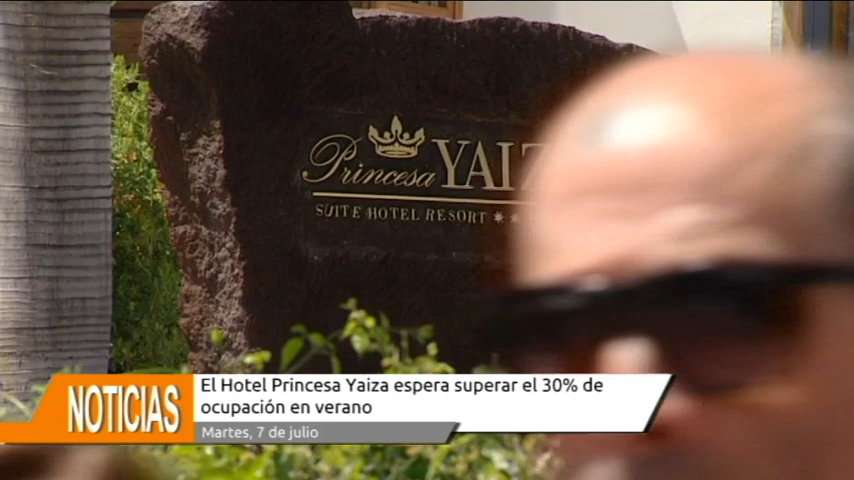 Princesa YAIZ
SUITE HOTEL RESORT **
NOTICIAS
El Hotel Princesa Yaiza espera superar el 30% de
ocupación en verano
Martes, 7 de julio